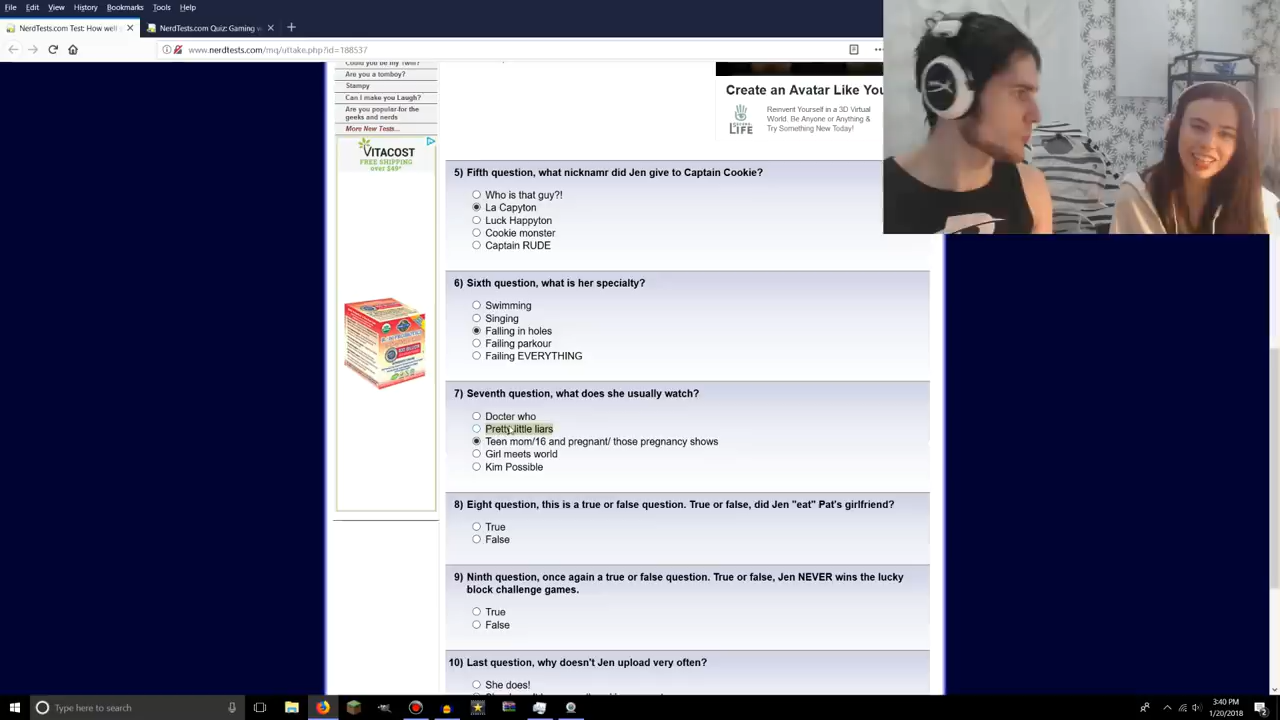 File Edit View History Bookmarks Tools Help
NerdTests.com Test: How well
NerdTests.com Quiz: Gaming v
www.nerdtests.com/mq/uttake.php?id=188537
Could you be my Twin?
Are you a tomboy?
Stampy
Can I make you Laugh?
Are you popular-for the
geeks and nerds
More New Tests...
VITACOST
FREE SHIPPING
over $49*
Create an Avatar Like You
SECOND
LIFE
Reinvent Yourself in a 3D Virtual
World. Be Anyone or Anything &
Try Something New Today!
5) Fifth question, what nicknamr did Jen give to Captain Cookie?
Who is that guy?!
La Capyton
Luck Happyton
Cookie monster
Captain RUDE
6) Sixth question, what is her specialty?
Swimming
Singing
Falling in holes
Failing parkour
Failing EVERYTHING
7) Seventh question, what does she usually watch?
Docter who
Pretty little liars
Teen mom/16 and pregnant/ those pregnancy shows
Girl meets world
Kim Possible
8) Eight question, this is a true or false question. True or false, did Jen "eat" Pat's girlfriend?
True
False
9) Ninth question, once again a true or false question. True or false, Jen NEVER wins the lucky
block challenge games.
True
False
10) Last question, why doesn't Jen upload very often?
She does!
Type here to search
3:40 PM
1/20/2018
2